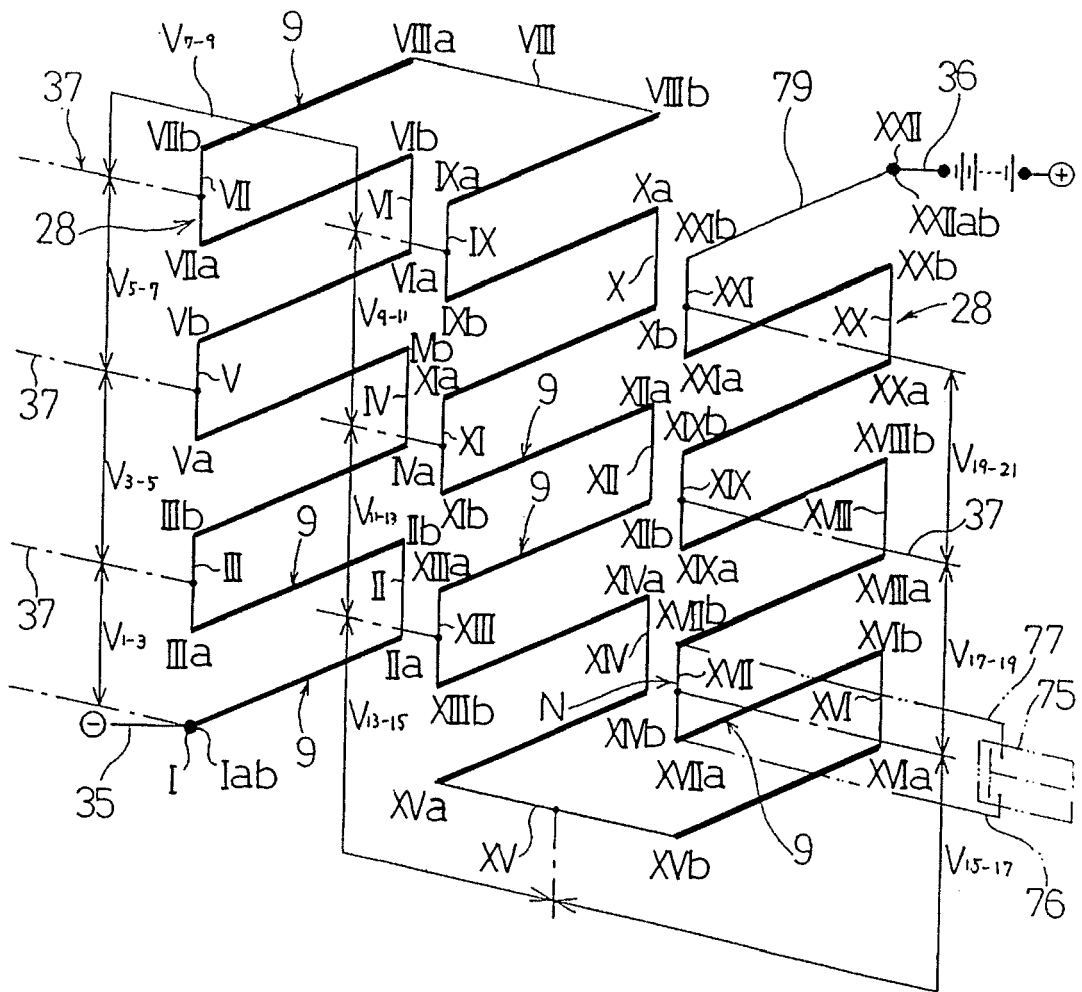 V7-9
9
VIIIa
VIII
37
VIIb
VIb
VIIIb
79
XXII
36
28
VII
VI
IXa
Xa
XXIb
XXIIab
VIIa
VIa
IX
X
XXI
XXb
V5-7
Vb
V9-11
IXb
Xb
XX
28
37
V
IVb
XIa
XXIa
XXa
IV
9
XIIa
XIXb
XVIIIb
Va
IVa
XI
XII
XIX
V19-21
V3-5
IIIb
9
IIb
V11-13
XIb
9
XIIb
XVIII
37
III
II
XIIIa
XIXa
XVIIIa
37
XIVa
XVIIb
V1-3
IIIa
IIa
XIII
XIV
XVII
XVIb
V17-19
77
V13-15
XIIIb
N
XVI
75
⊖
9
XIVb
XVIIa
XVIa
35
I
Iab
XVa
9
XV
XVb
V15-17
76
⊕